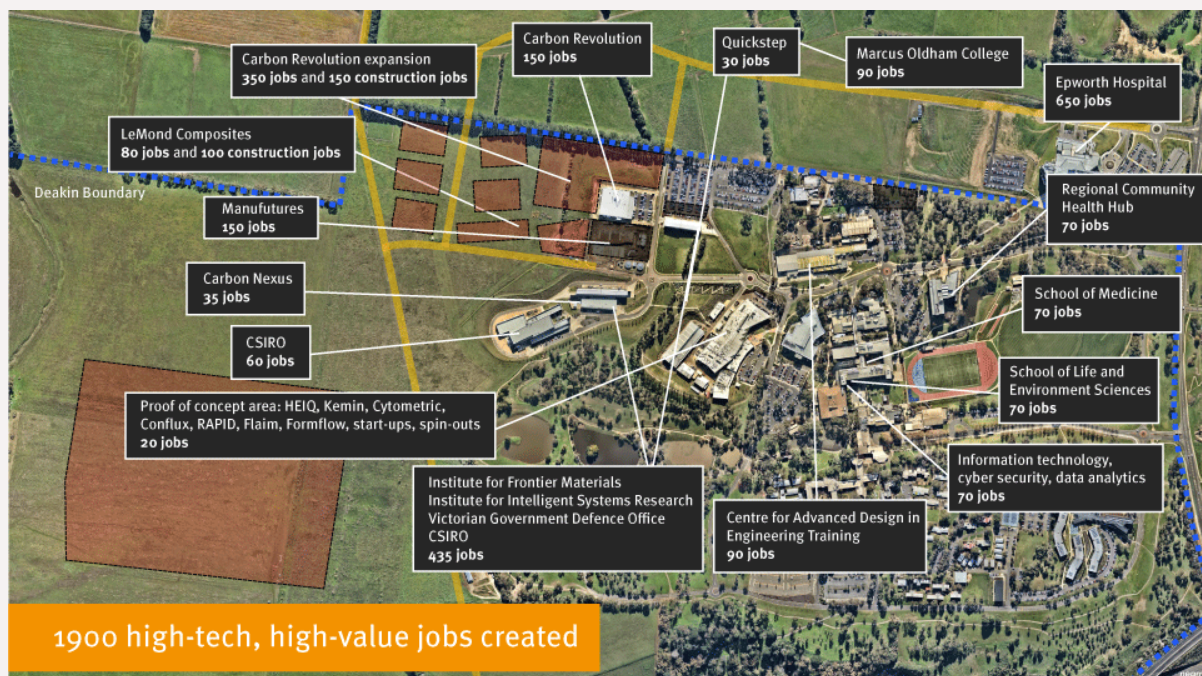 Carbon Revolution
150 jobs
Quickstep
30 jobs
Marcus Oldham College
90 jobs
Carbon Revolution expansion
350 jobs and 150 construction jobs
Epworth Hospital
650 jobs
LeMond Composites
80 jobs and 100 construction jobs
Deakin Boundary
Regional Community
Health Hub
70 jobs
Manufutures
150 jobs
Carbon Nexus
35 jobs
School of Medicine
70 jobs
CSIRO
60 jobs
School of Life and
Environment Sciences
70 jobs
Proof of concept area: HEIQ, Kemin, Cytometric,
Conflux, RAPID, Flaim, Formflow, start-ups, spin-outs
20 jobs
Information technology,
cyber security, data analytics
70 jobs
Institute for Frontier Materials
Institute for Intelligent Systems Research
Victorian Government Defence Office
CSIRO
435 jobs
Centre for Advanced Design in
Engineering Training
90 jobs
1900 high-tech, high-value jobs created